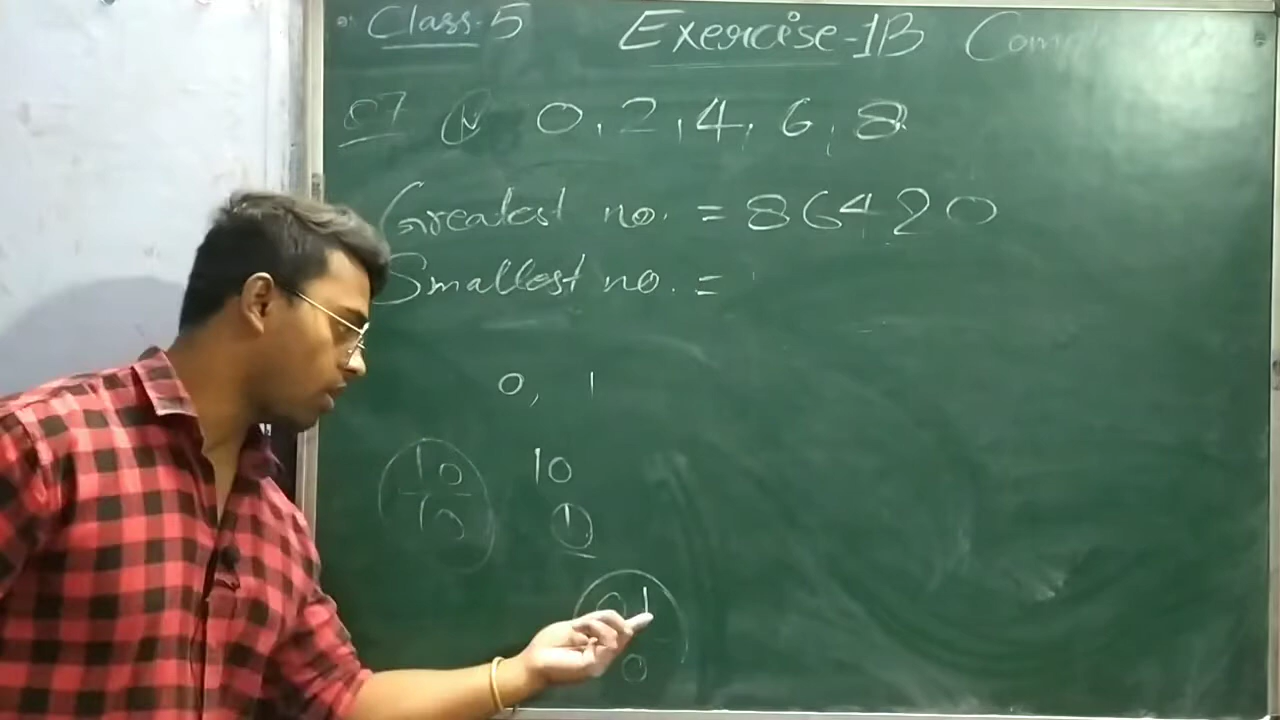 Class-5 Exercise-1B
Q7 0, 2, 4, 6, 8
Greatest no. = 86420
Smallest no. =
0, 1
10 10
10 1
01
0